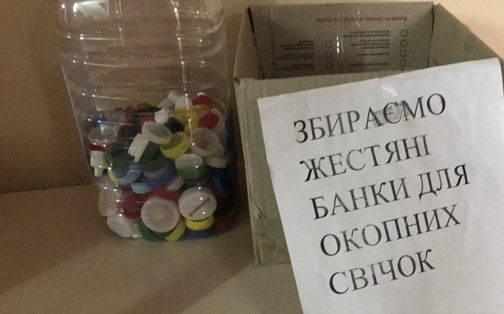 ЗБИРАЄМО
ЖЕСТЯНІ
БАНКИ ДЛЯ
ОКОПНИХ
СВІЧОК